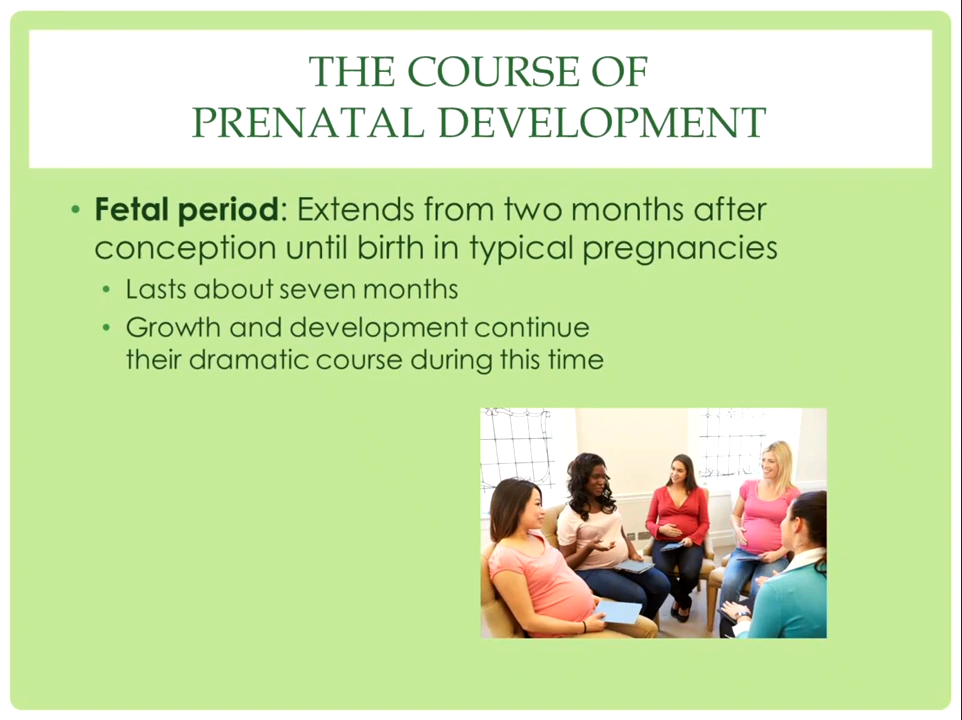 THE COURSE OF
PRENATAL DEVELOPMENT
• Fetal period: Extends from two months after
conception until birth in typical pregnancies
• Lasts about seven months
• Growth and development continue
their dramatic course during this time